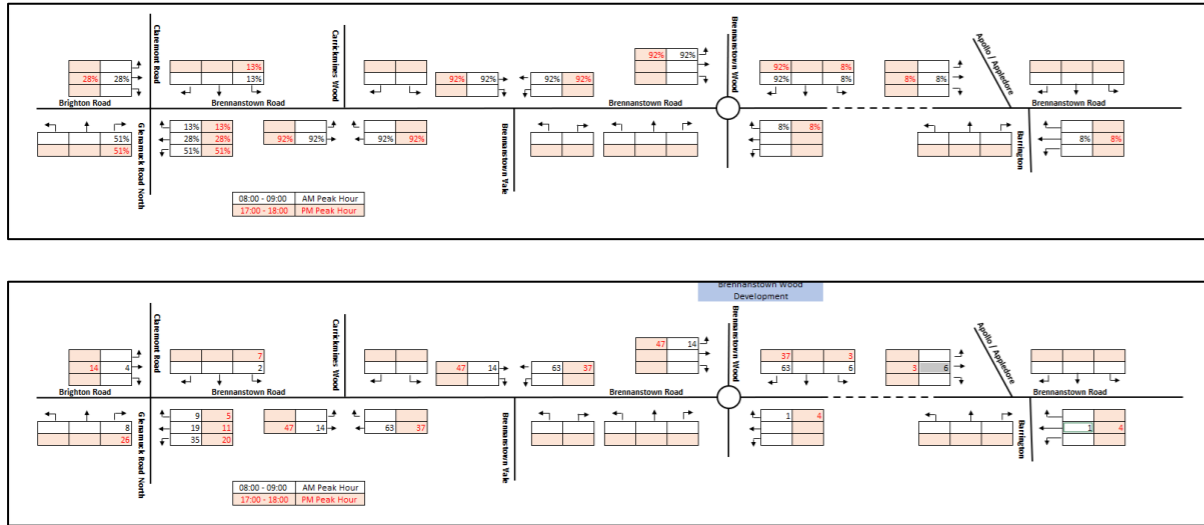 Claremont Road
Carrickmines Wood
Brennanstown Wood
Apollo / Appledore
92% 92%
13%
28% 28%
13%
92% 92%
92% 92%
92% 8%
92% 8%
8% 8%
Brighton Road
Brennanstown Road
Brennanstown Road
Brennanstown Road
Glenamuck Road North
Brennanstown Vale
Barrington
51%
51%
13% 13%
28% 28%
51% 51%
92% 92%
92% 92%
8% 8%
8% 8%
08:00 - 09:00 AM Peak Hour
17:00 - 18:00 PM Peak Hour
Brennanstown Wood
Development
Claremont Road
Carrickmines Wood
Brennanstown Wood
Apollo / Appledore
47 14
7
14 4
2
47 14
63 37
37 3
63 6
3 6
Brighton Road
Brennanstown Road
Brennanstown Road
Brennanstown Road
Glenamuck Road North
Brennanstown Vale
Barrington
8
26
9 5
19 11
35 20
47 14
63 37
1 4
1 4
08:00 - 09:00 AM Peak Hour
17:00 - 18:00 PM Peak Hour